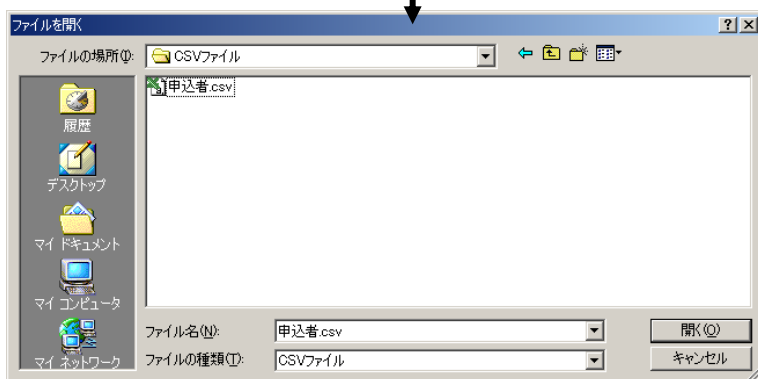 ファイルを開く
ファイルの場所(I):
CSVファイル
申込者.csv
履歴
デスクトップ
マイ ドキュメント
マイ コンピュータ
マイ ネットワーク
ファイル名(N):
申込者.csv
開く(O)
ファイルの種類(T):
CSVファイル
キャンセル